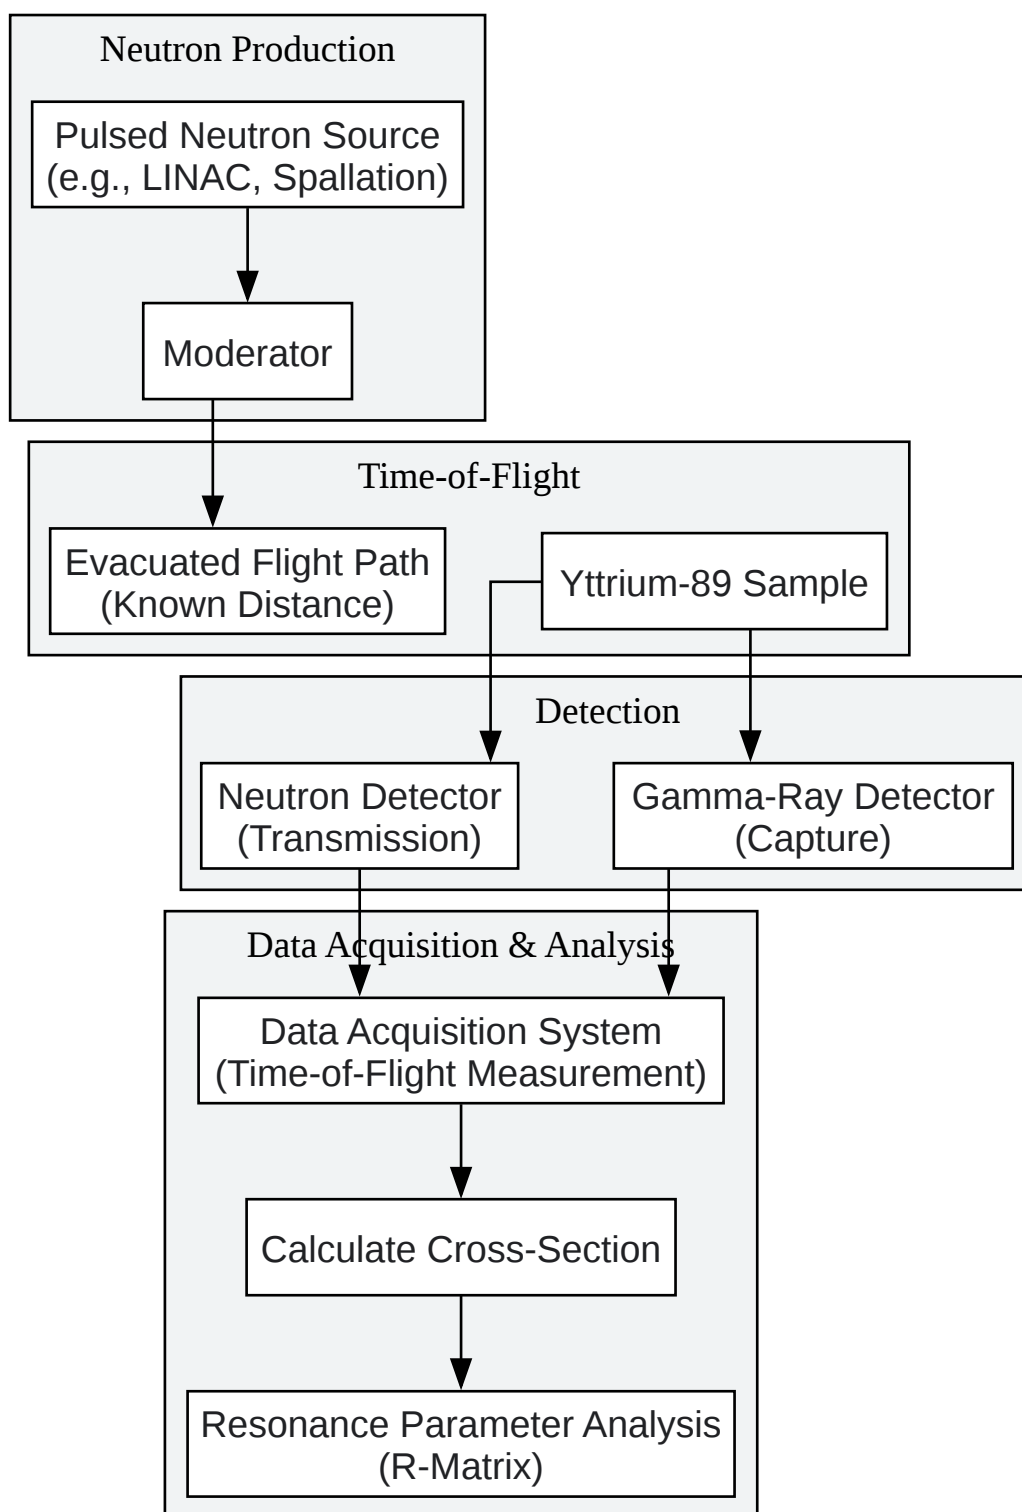 Neutron Production
Pulsed Neutron Source
(e.g., LINAC, Spallation)
Moderator
Time-of-Flight
Evacuated Flight Path
(Known Distance)
Yttrium-89 Sample
Detection
Neutron Detector
(Transmission)
Gamma-Ray Detector
(Capture)
Data Acquisition & Analysis
Data Acquisition System
(Time-of-Flight Measurement)
Calculate Cross-Section
Resonance Parameter Analysis
(R-Matrix)